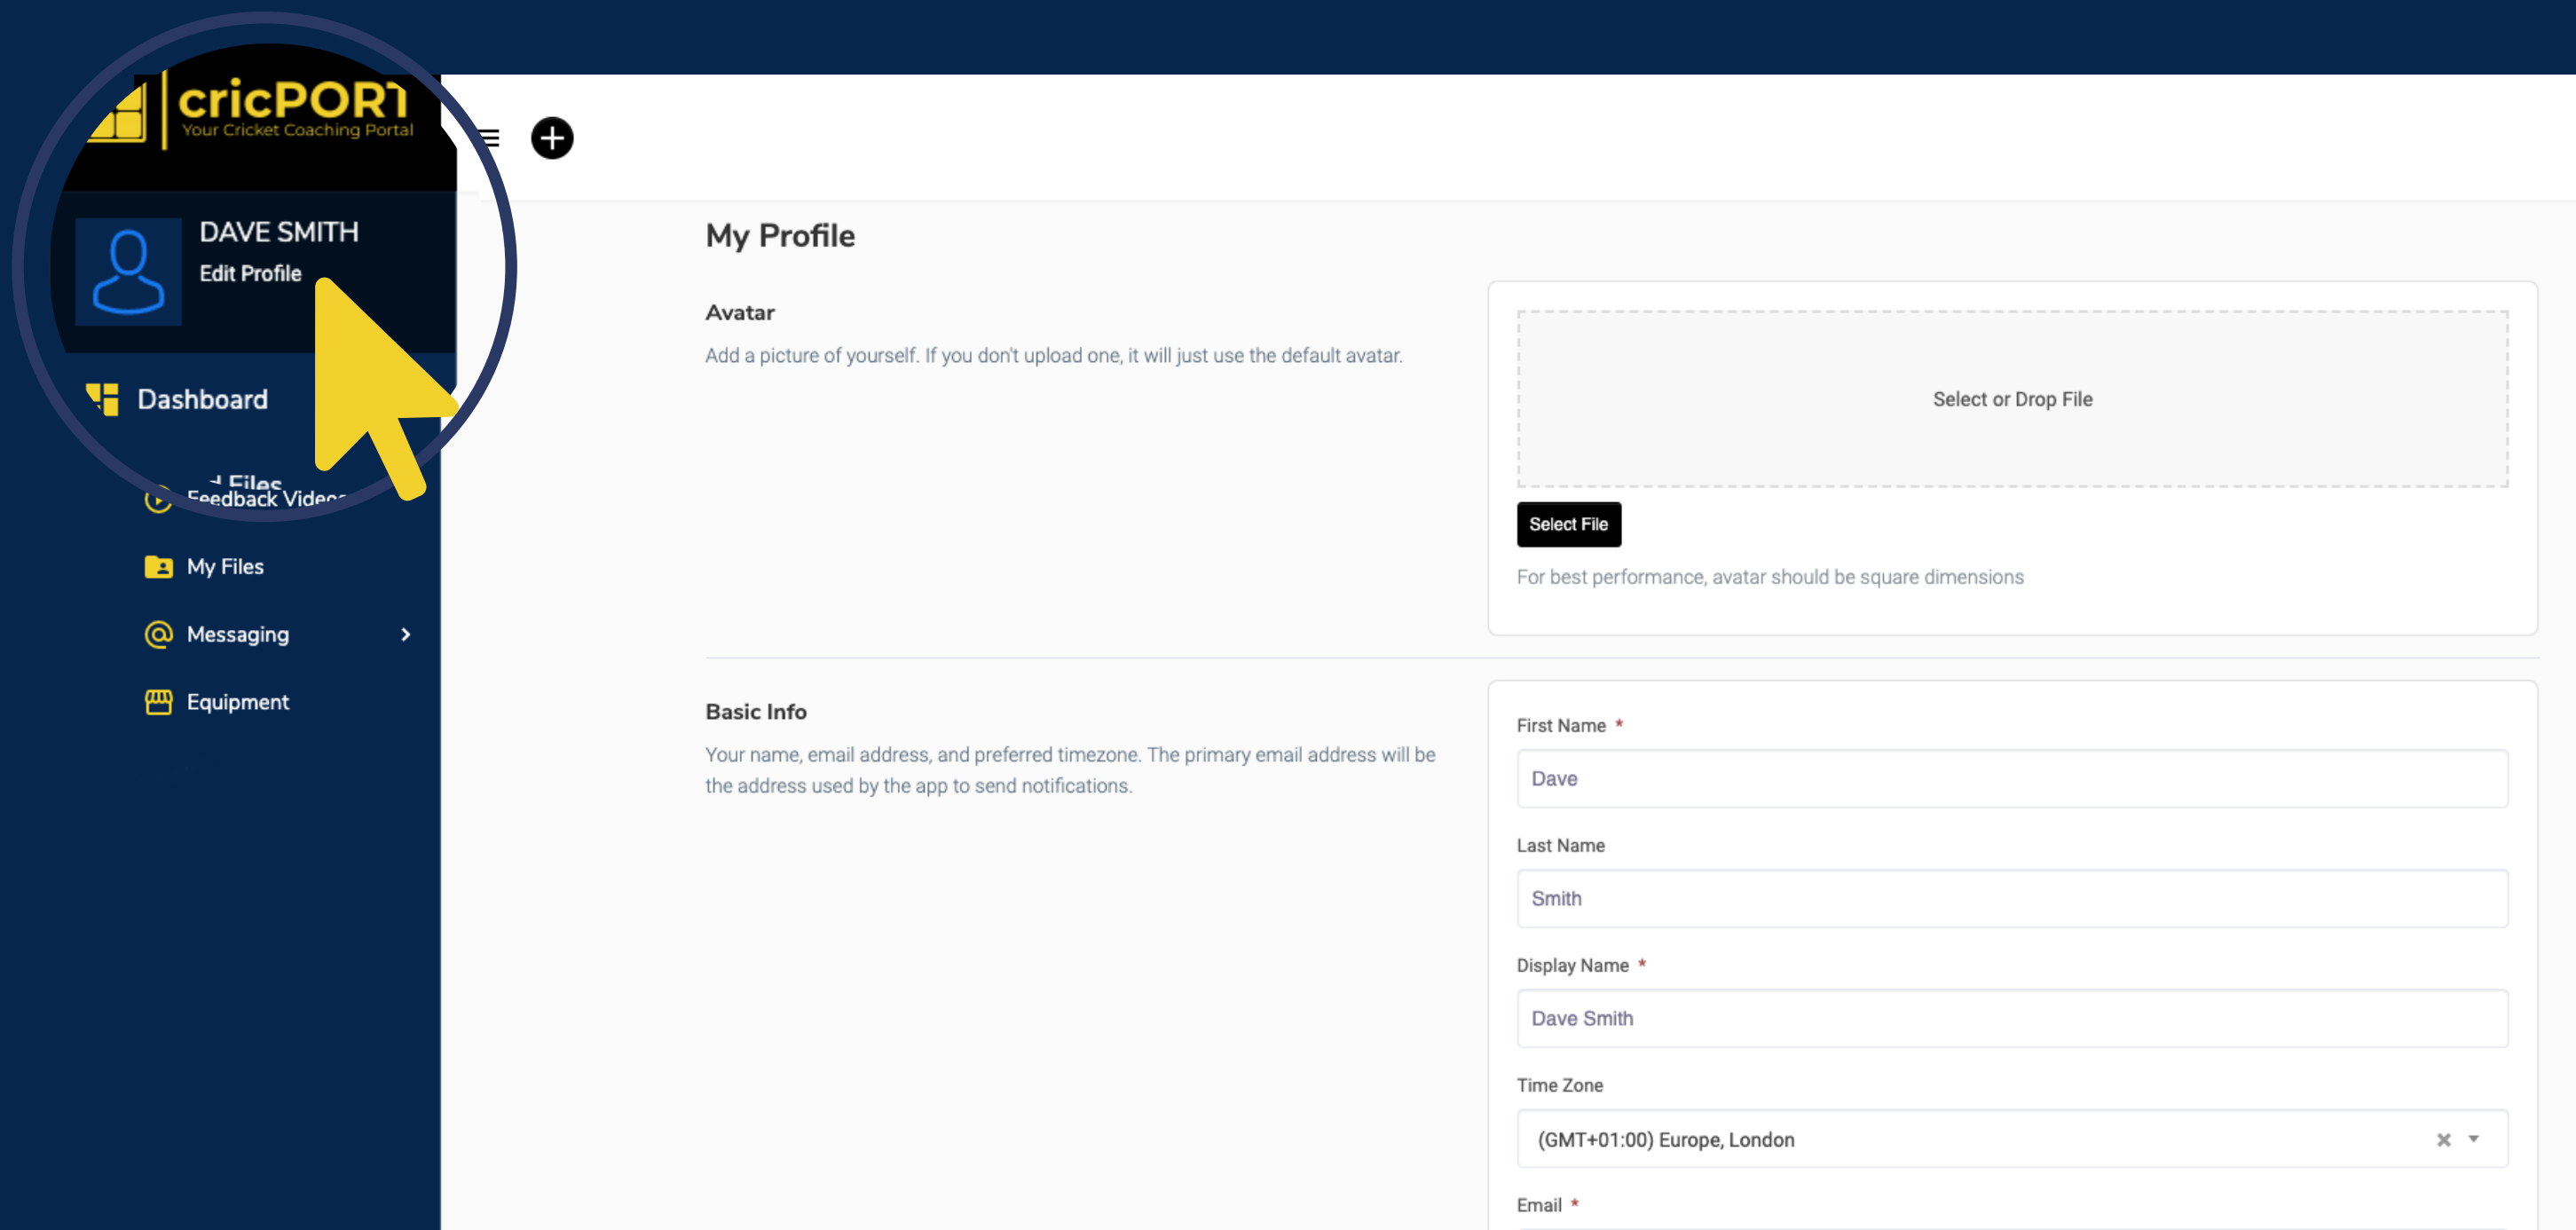 cricPORT
Your Cricket Coaching Portal
DAVE SMITH
Edit Profile
Dashboard
Files
Feedback Videos
My Files
Messaging
Equipment
My Profile
Avatar
Add a picture of yourself. If you don't upload one, it will just use the default avatar.
Select or Drop File
Select File
For best performance, avatar should be square dimensions
Basic Info
Your name, email address, and preferred timezone. The primary email address will be
the address used by the app to send notifications.
First Name *
Dave
Last Name
Smith
Display Name *
Dave Smith
Time Zone
(GMT+01:00) Europe, London
Email *